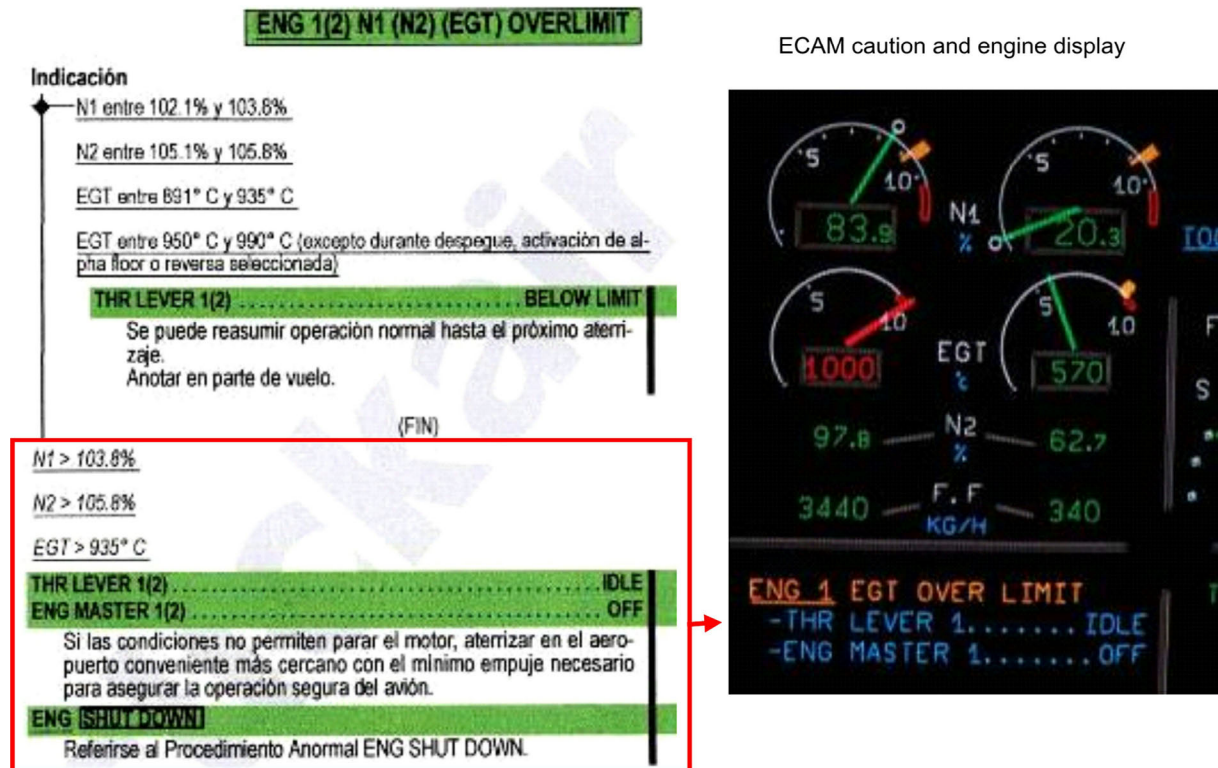 ENG 1(2) N1 (N2) (EGT) OVERLIMIT
Indicación
N1 entre 102.1% y 103.8%
N2 entre 105.1% y 105.8%
EGT entre 891° C y 935° C
EGT entre 950° C y 990° C (excepto durante despegue, activación de al-
pha floor o reversa seleccionada)
THR LEVER 1(2) .............................. BELOW LIMIT
Se puede reasumir operación normal hasta el próximo aterri-
zaje.
Anotar en parte de vuelo.
(FIN)
N1 > 103.8%
N2 > 105.8%
EGT > 935° C
THR LEVER 1(2) .............................. IDLE
ENG MASTER 1(2) .............................. OFF
Si las condiciones no permiten parar el motor, aterrizar en el aero-
puerto conveniente más cercano con el mínimo empuje necesario
para asegurar la operación segura del avión.
ENG SHUT DOWN
Referirse al Procedimiento Anormal ENG SHUT DOWN.
ECAM caution and engine display
5 5
10 10
N1
83.9 % 20.3
5 5
10 10
EGT
1000 °C 570
N2
97.8 % 62.7
F.F
3440 KG/H 340
ENG 1 EGT OVER LIMIT
-THR LEVER 1.......IDLE
-ENG MASTER 1.......OFF
F
S